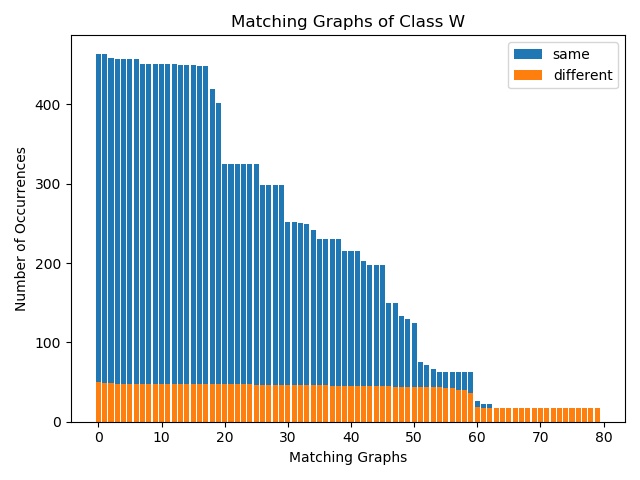 Matching Graphs of Class W
same
different
Number of Occurrences
400
300
200
100
0
0 10 20 30 40 50 60 70 80
Matching Graphs